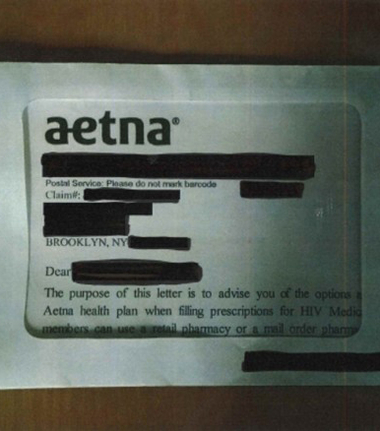 aetna®
Postal Service: Please do not mark barcode
Claim#:
BROOKLYN, NY
Dear
The purpose of this letter is to advise you of the options
Aetna health plan when filling prescriptions for HIV Medic
members can use a retail pharmacy or a mail order pharm